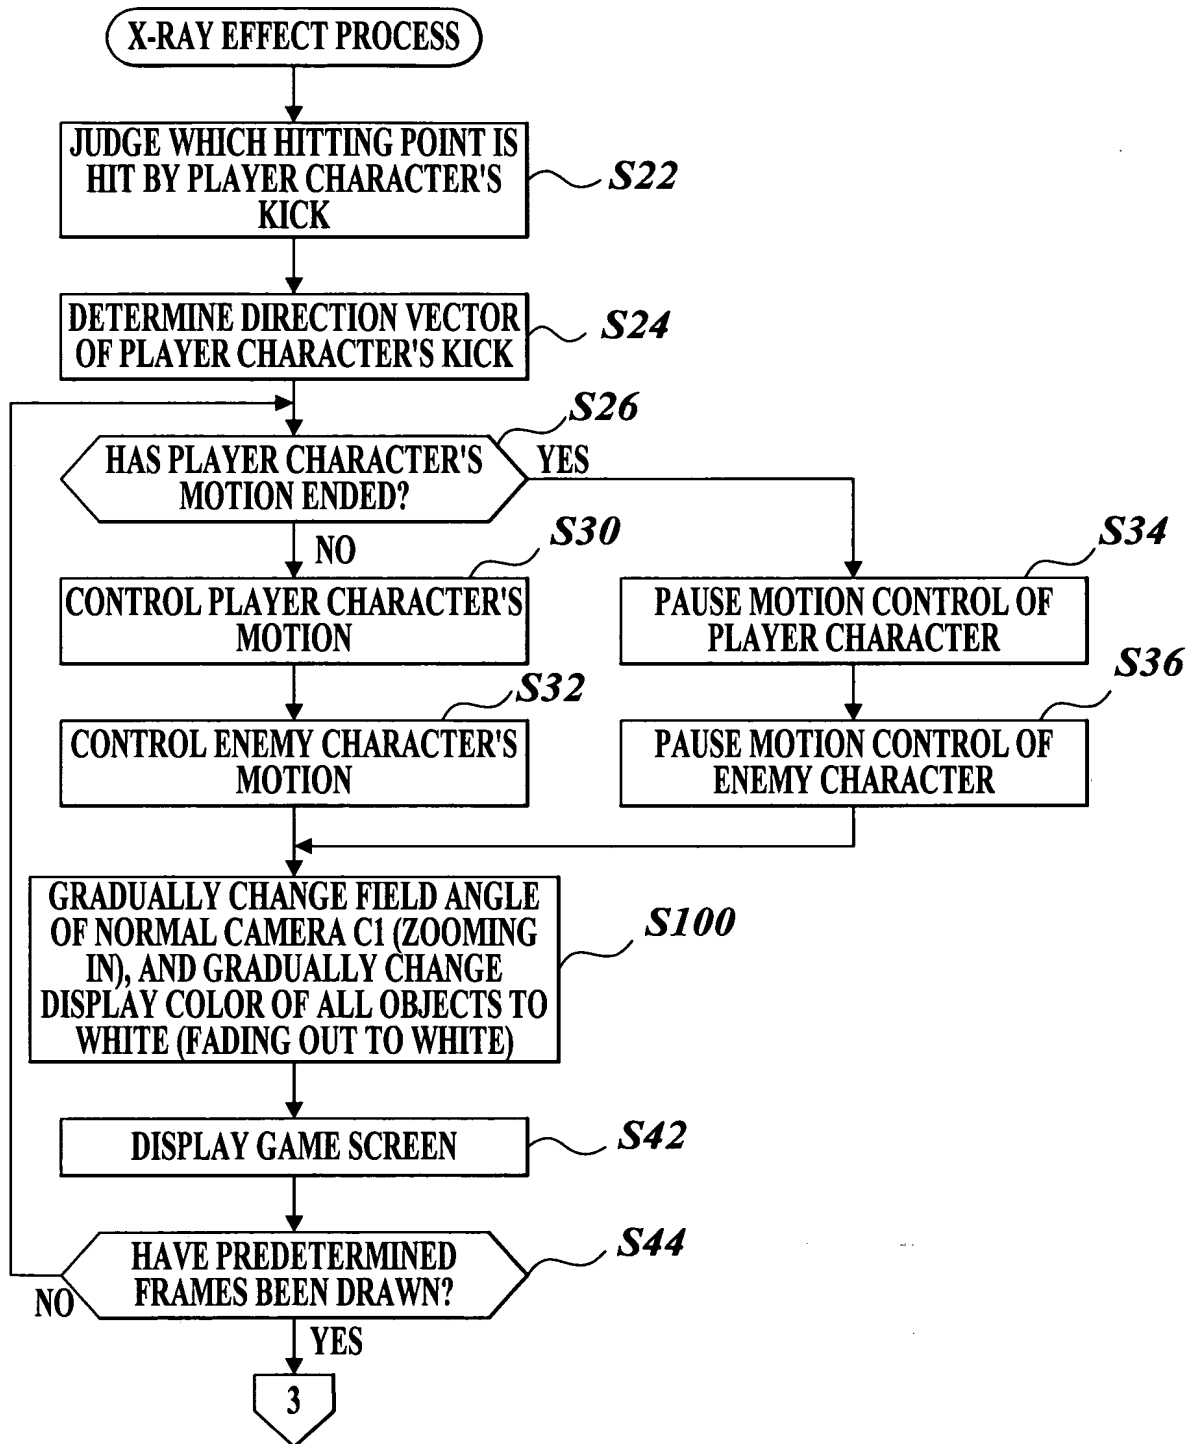 X-RAY EFFECT PROCESS
JUDGE WHICH HITTING POINT IS
HIT BY PLAYER CHARACTER'S
KICK
S22
DETERMINE DIRECTION VECTOR
OF PLAYER CHARACTER'S KICK
S24
S26
HAS PLAYER CHARACTER'S
MOTION ENDED?
YES
NO
S30
CONTROL PLAYER CHARACTER'S
MOTION
S34
PAUSE MOTION CONTROL OF
PLAYER CHARACTER
S32
CONTROL ENEMY CHARACTER'S
MOTION
S36
PAUSE MOTION CONTROL OF
ENEMY CHARACTER
GRADUALLY CHANGE FIELD ANGLE
OF NORMAL CAMERA C1 (ZOOMING
IN), AND GRADUALLY CHANGE
DISPLAY COLOR OF ALL OBJECTS TO
WHITE (FADING OUT TO WHITE)
S100
DISPLAY GAME SCREEN
S42
HAVE PREDETERMINED
FRAMES BEEN DRAWN?
S44
NO
YES
3